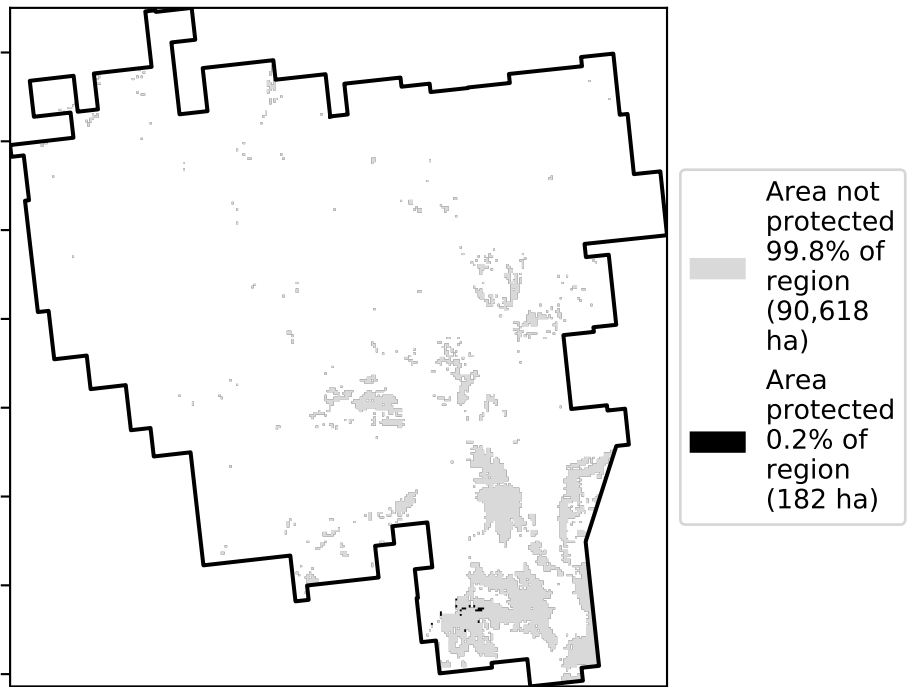 Area not
protected
99.8% of
region
(90,618
ha)
Area
protected
0.2% of
region
(182 ha)